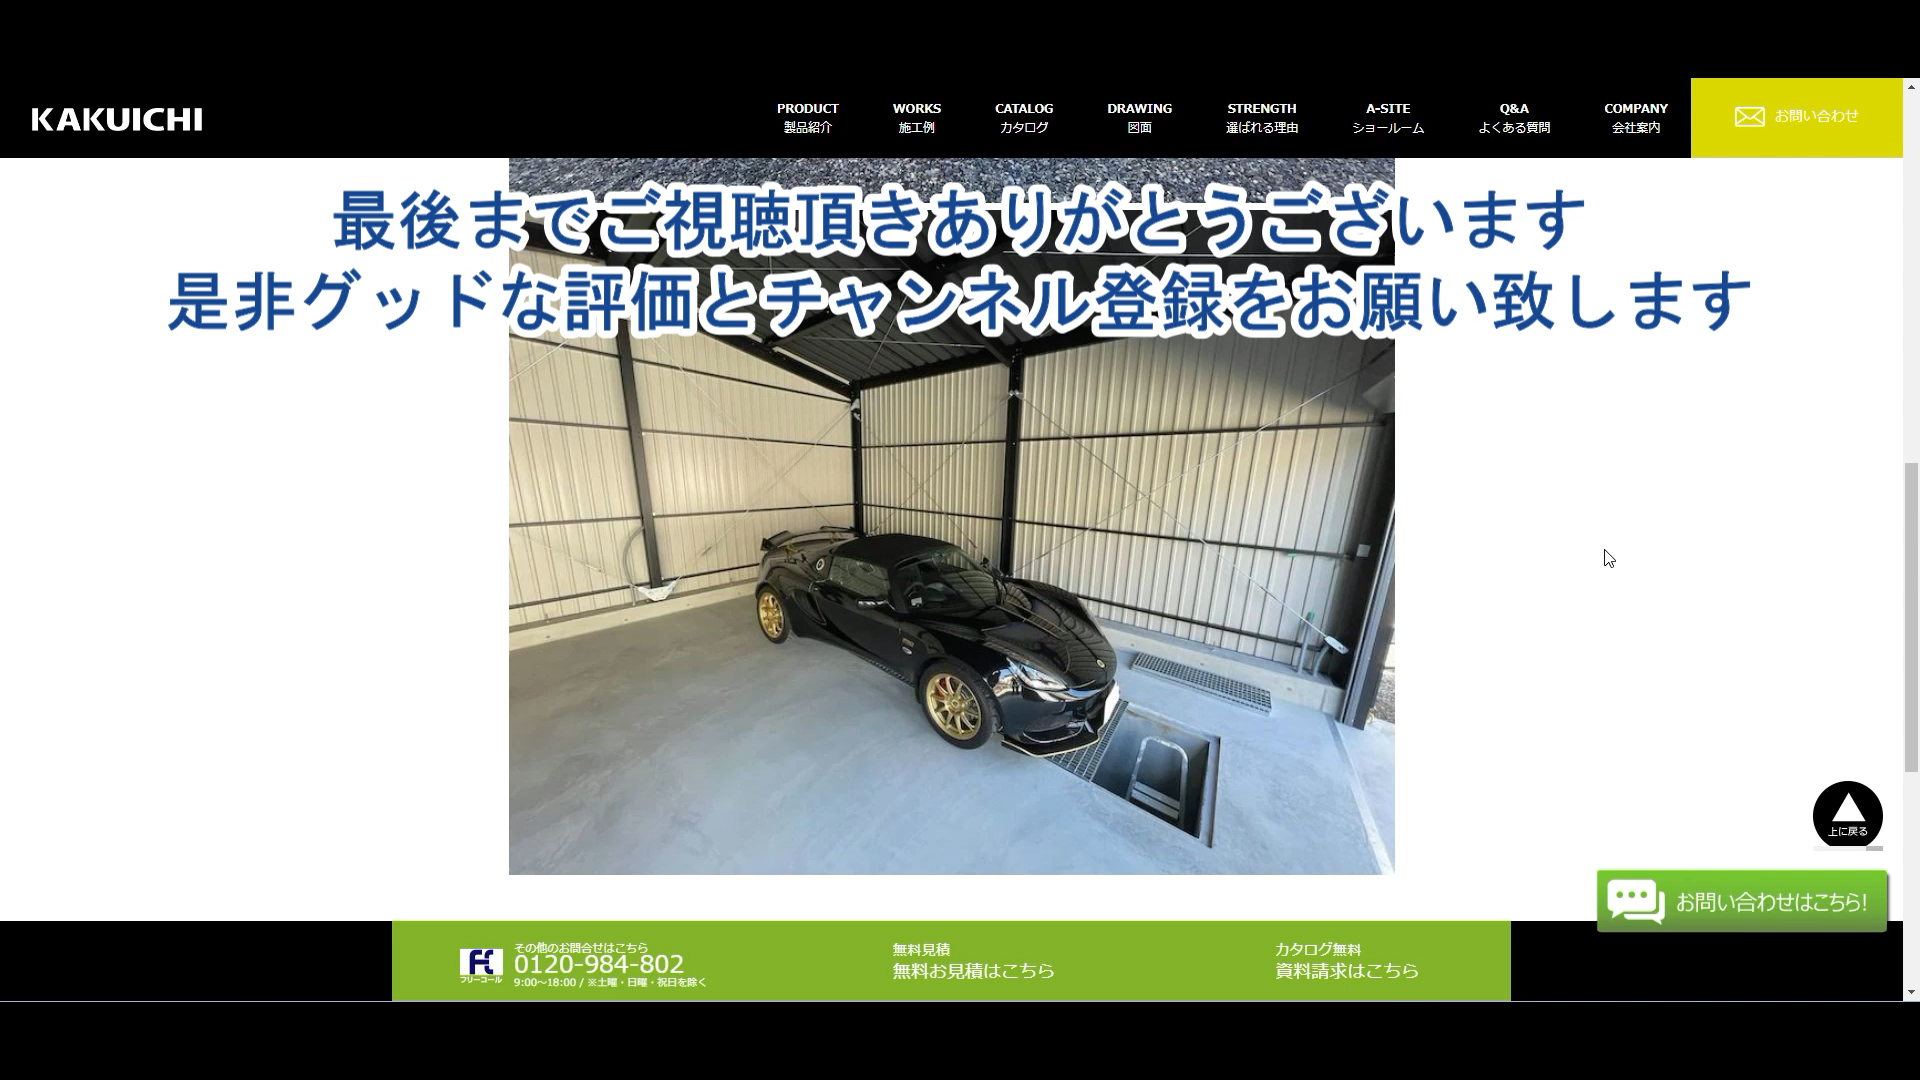 KAKUICHI
PRODUCT
製品紹介
WORKS
施工例
CATALOG
カタログ
DRAWING
図面
STRENGTH
選ばれる理由
A-SITE
ショールーム
Q&A
よくある質問
COMPANY
会社案内
お問い合わせ
最後までご視聴頂きありがとうございます
是非グッドな評価とチャンネル登録をお願い致します
上に戻る
お問い合わせはこちら!
フリーコール
その他のお問合せはこちら
0120-984-802
9:00～18:00 / ※土曜・日曜・祝日を除く
無料見積
無料お見積はこちら
カタログ無料
資料請求はこちら